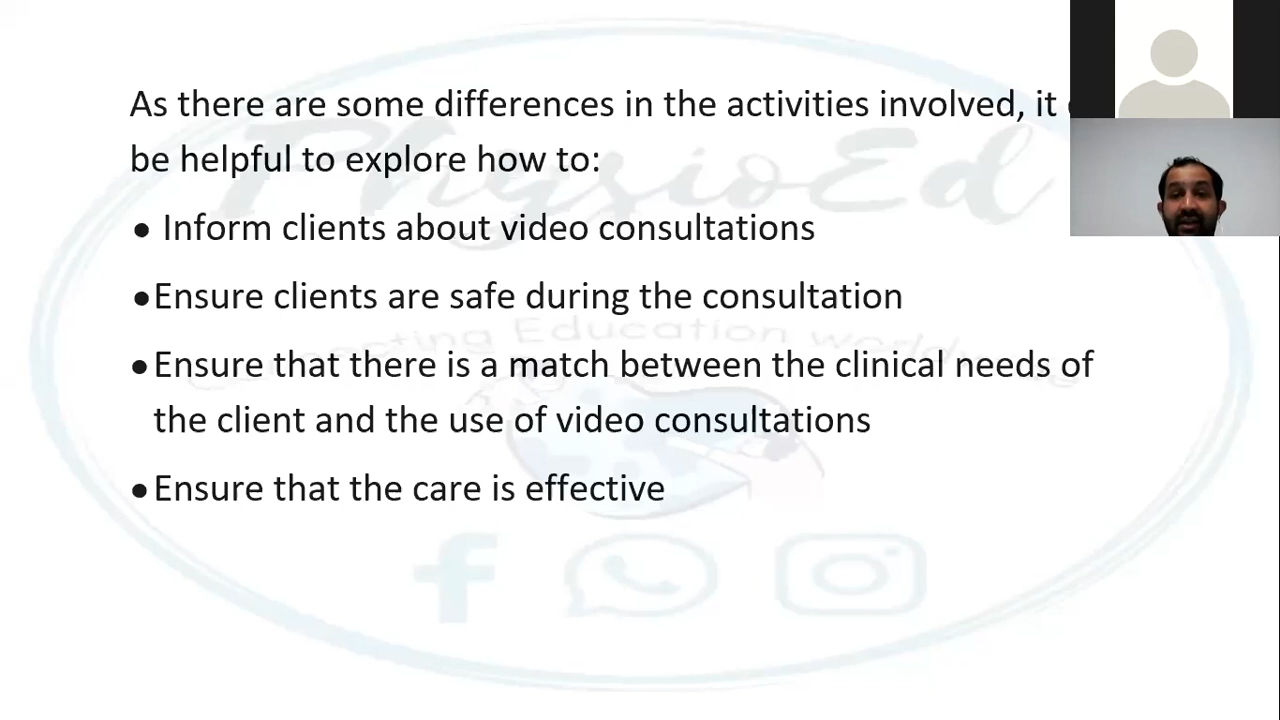 As there are some differences in the activities involved, it
be helpful to explore how to:
● Inform clients about video consultations
●Ensure clients are safe during the consultation
●Ensure that there is a match between the clinical needs of
the client and the use of video consultations
●Ensure that the care is effective
PhysioEd
Education